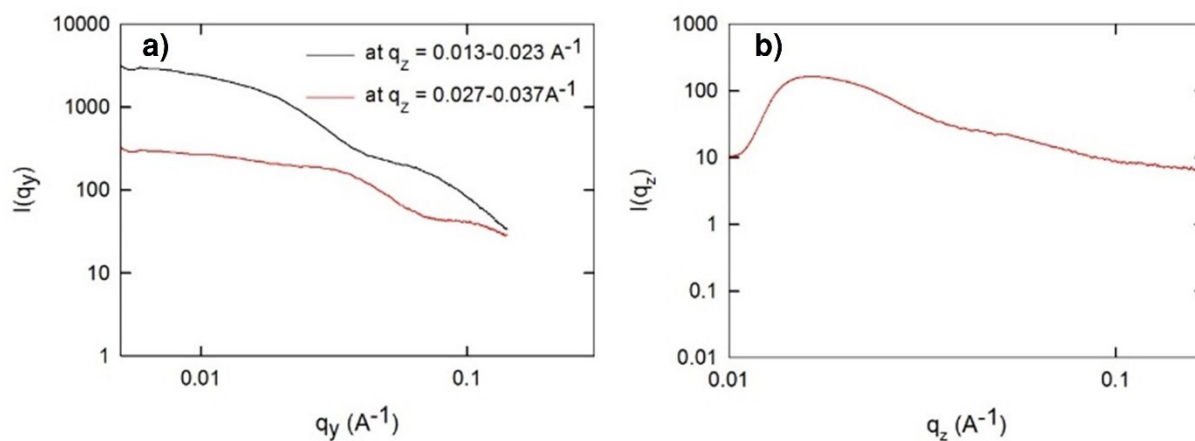 a)
at q_z = 0.013-0.023 A^-1
at q_z = 0.027-0.037A^-1
10000
1000
100
10
1
I(q_y)
0.01
0.1
q_y (A^-1)
b)
1000
100
10
1
0.1
0.01
I(q_z)
0.01
0.1
q_z (A^-1)